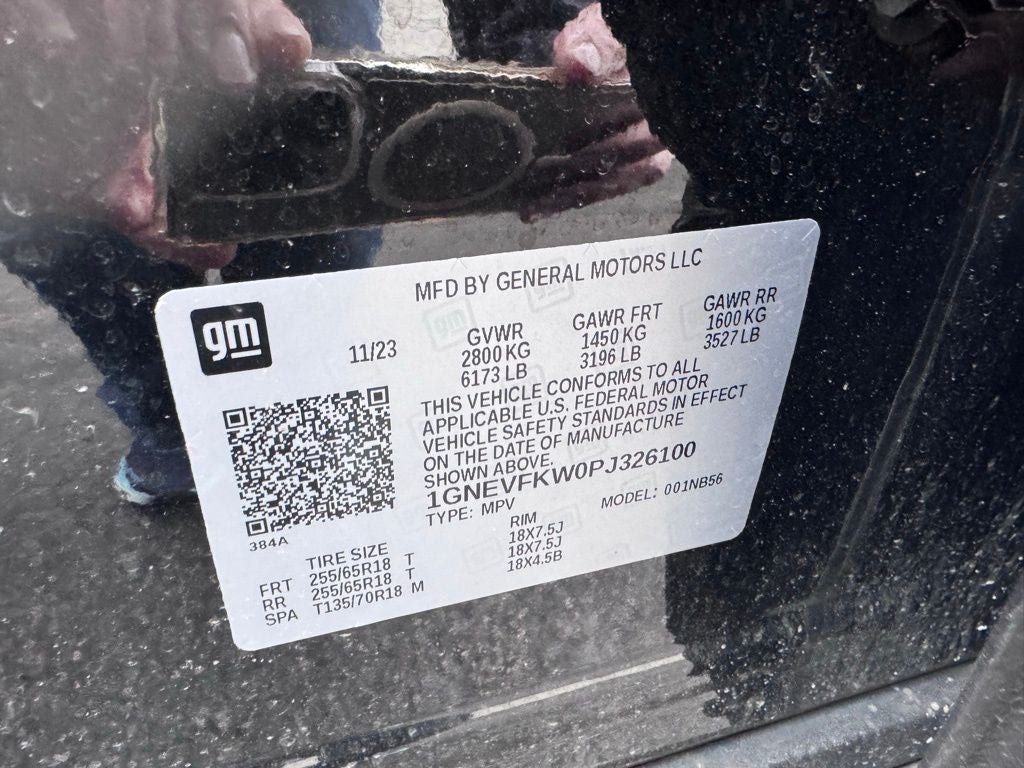 MFD BY GENERAL MOTORS LLC
gm
11/23
GVWR
2800 KG
6173 LB
GAWR FRT
1450 KG
3196 LB
GAWR RR
1600 KG
3527 LB
THIS VEHICLE CONFORMS TO ALL
APPLICABLE U.S. FEDERAL MOTOR
VEHICLE SAFETY STANDARDS IN EFFECT
ON THE DATE OF MANUFACTURE
SHOWN ABOVE.
1GNEVFKW0PJ326100
TYPE: MPV
MODEL: 001NB56
384A
TIRE SIZE
RIM
FRT 255/65R18 T 18X7.5J
RR 255/65R18 T 18X7.5J
SPA T135/70R18 M 18X4.5B